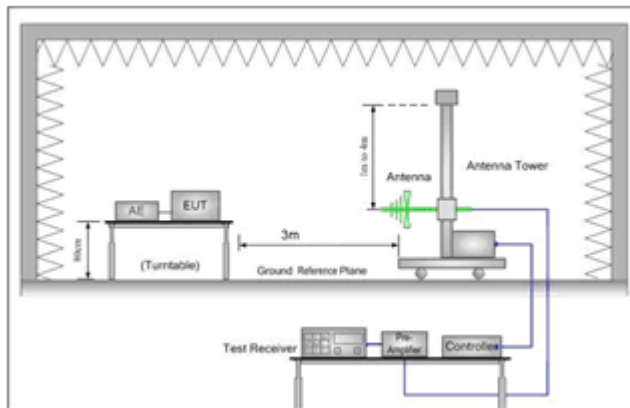 1m to 4m
Antenna
Antenna Tower
AE
EUT
80cm
3m
(Turntable)
Ground Reference Plane
Test Receiver
Pre-
Amplifier
Controller